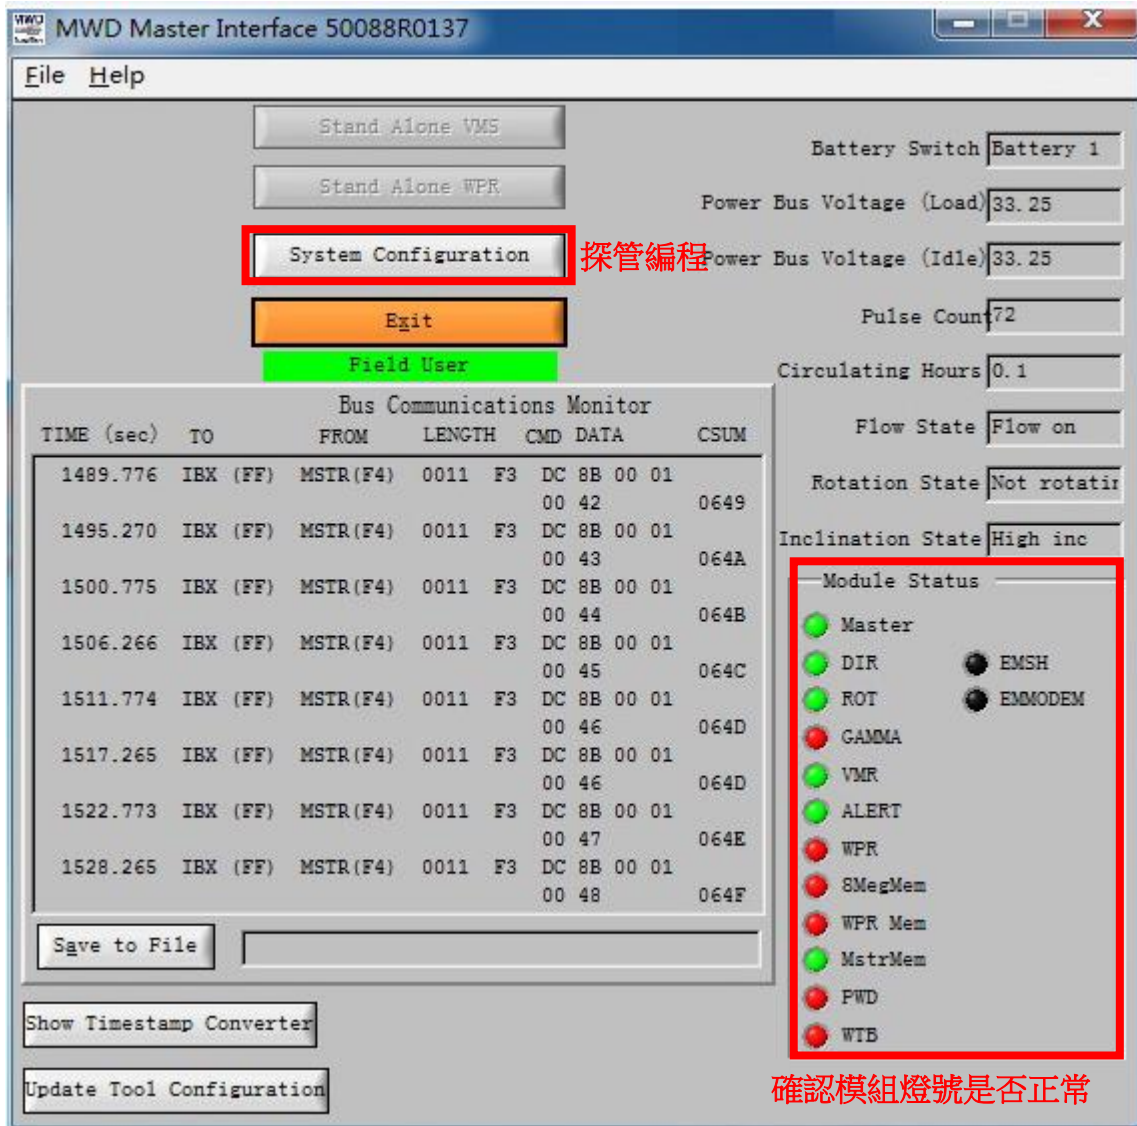 MWD Master Interface 50088R0137
File Help
Stand Alone VMS
Stand Alone WPR
System Configuration
探管編程
Exit
Field User
Battery Switch Battery 1
Power Bus Voltage (Load) 33.25
Power Bus Voltage (Idle) 33.25
Pulse Count 72
Circulating Hours 0.1
Flow State Flow on
Rotation State Not rotatin
Inclination State High inc
Bus Communications Monitor
TIME (sec) TO FROM LENGTH CMD DATA CSUM
1489.776 IBX (FF) MSTR(F4) 0011 F3 DC 8B 00 01
00 42 0649
1495.270 IBX (FF) MSTR(F4) 0011 F3 DC 8B 00 01
00 43 064A
1500.775 IBX (FF) MSTR(F4) 0011 F3 DC 8B 00 01
00 44 064B
1506.266 IBX (FF) MSTR(F4) 0011 F3 DC 8B 00 01
00 45 064C
1511.774 IBX (FF) MSTR(F4) 0011 F3 DC 8B 00 01
00 46 064D
1517.265 IBX (FF) MSTR(F4) 0011 F3 DC 8B 00 01
00 46 064D
1522.773 IBX (FF) MSTR(F4) 0011 F3 DC 8B 00 01
00 47 064E
1528.265 IBX (FF) MSTR(F4) 0011 F3 DC 8B 00 01
00 48 064F
Save to File
Show Timestamp Converter
Update Tool Configuration
Module Status
Master
DIR EMSH
ROT EMMODEM
GAMMA
VMR
ALERT
WPR
8MegMem
WPR Mem
MstrMem
PWD
WTB
確認模組燈號是否正常